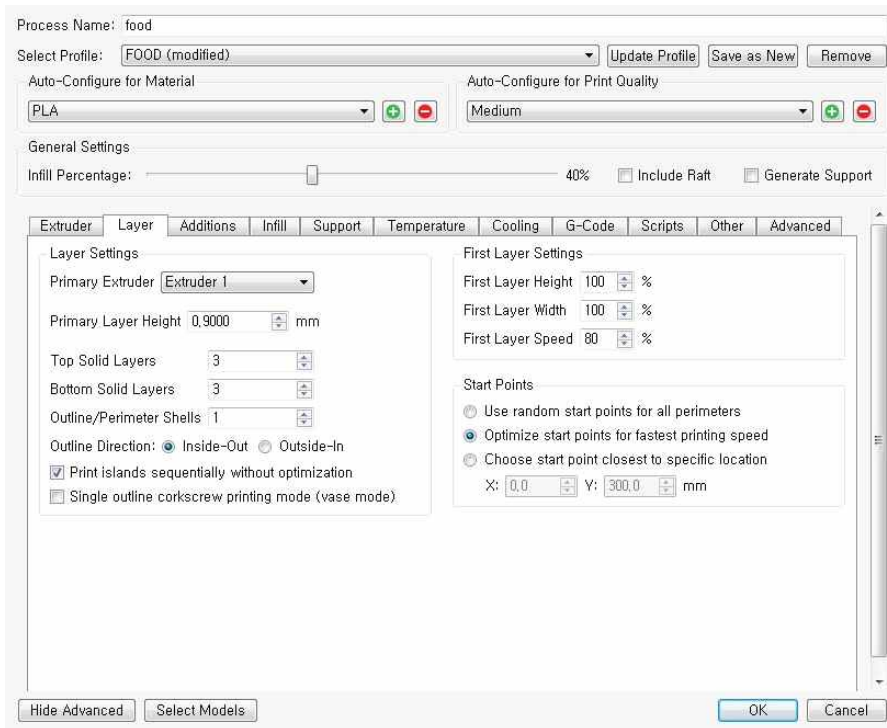 Process Name: food
Select Profile: FOOD (modified) Update Profile Save as New Remove
Auto-Configure for Material Auto-Configure for Print Quality
PLA Medium
General Settings
Infill Percentage: 40% Include Raft Generate Support
Extruder Layer Additions Infill Support Temperature Cooling G-Code Scripts Other Advanced
Layer Settings
Primary Extruder Extruder 1
Primary Layer Height 0,9000 mm
Top Solid Layers 3
Bottom Solid Layers 3
Outline/Perimeter Shells 1
Outline Direction: Inside-Out Outside-In
Print islands sequentially without optimization
Single outline corkscrew printing mode (vase mode)
First Layer Settings
First Layer Height 100 %
First Layer Width 100 %
First Layer Speed 80 %
Start Points
Use random start points for all perimeters
Optimize start points for fastest printing speed
Choose start point closest to specific location
X: 0,0 Y: 300,0 mm
Hide Advanced Select Models OK Cancel